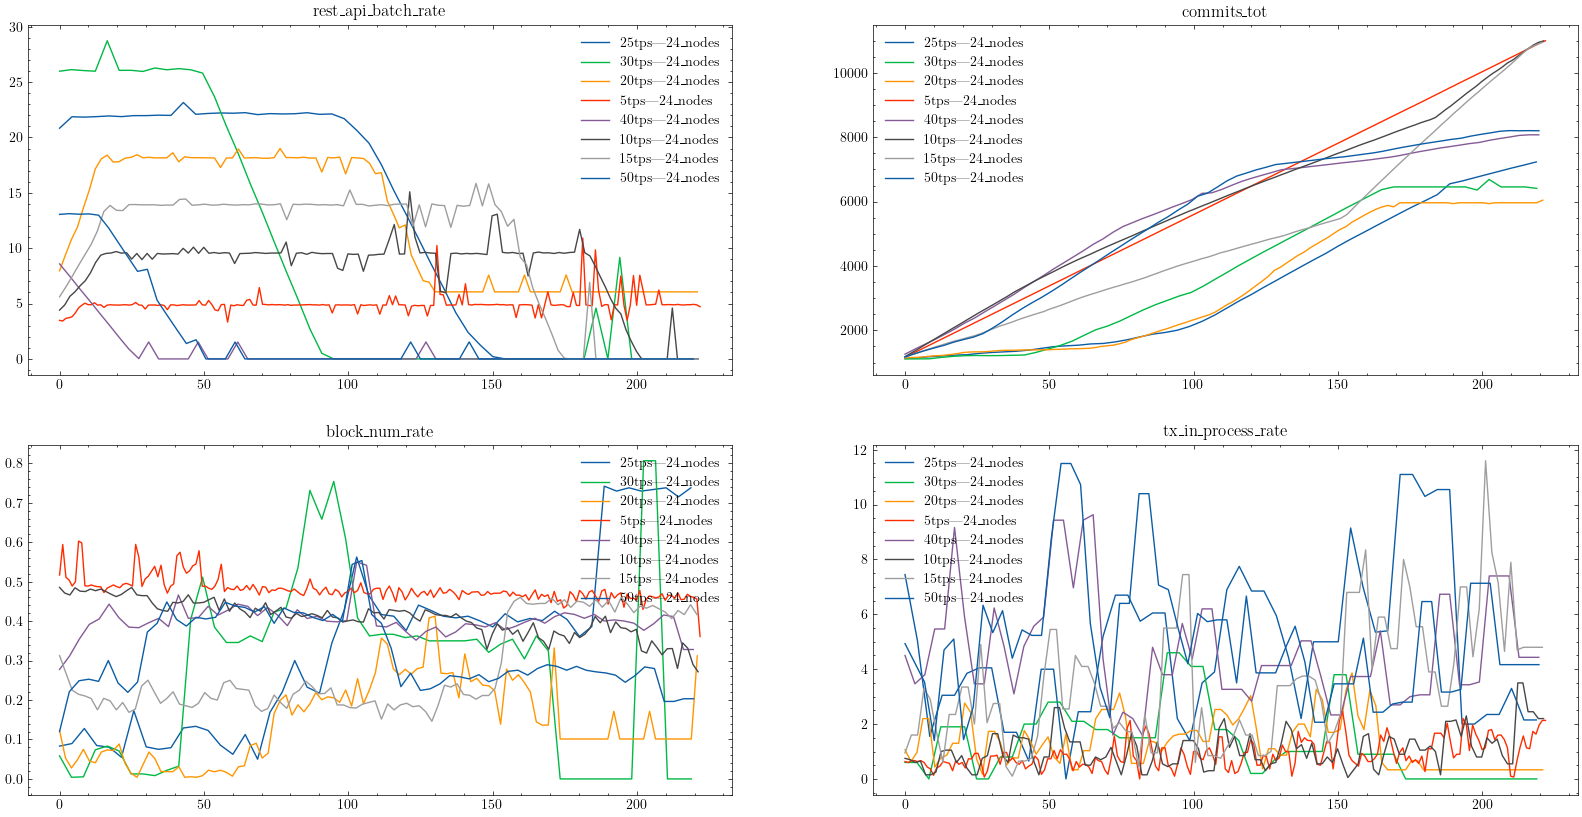 rest_api_batch_rate
30
25
20
15
10
5
0
0 50 100 150 200
25tps—24_nodes
30tps—24_nodes
20tps—24_nodes
5tps—24_nodes
40tps—24_nodes
10tps—24_nodes
15tps—24_nodes
50tps—24_nodes
commits_tot
10000
8000
6000
4000
2000
0 50 100 150 200
25tps—24_nodes
30tps—24_nodes
20tps—24_nodes
5tps—24_nodes
40tps—24_nodes
10tps—24_nodes
15tps—24_nodes
50tps—24_nodes
block_num_rate
0.8
0.7
0.6
0.5
0.4
0.3
0.2
0.1
0.0
0 50 100 150 200
25tps—24_nodes
30tps—24_nodes
20tps—24_nodes
5tps—24_nodes
40tps—24_nodes
10tps—24_nodes
15tps—24_nodes
50tps—24_nodes
tx_in_process_rate
12
10
8
6
4
2
0
0 50 100 150 200
25tps—24_nodes
30tps—24_nodes
20tps—24_nodes
5tps—24_nodes
40tps—24_nodes
10tps—24_nodes
15tps—24_nodes
50tps—24_nodes